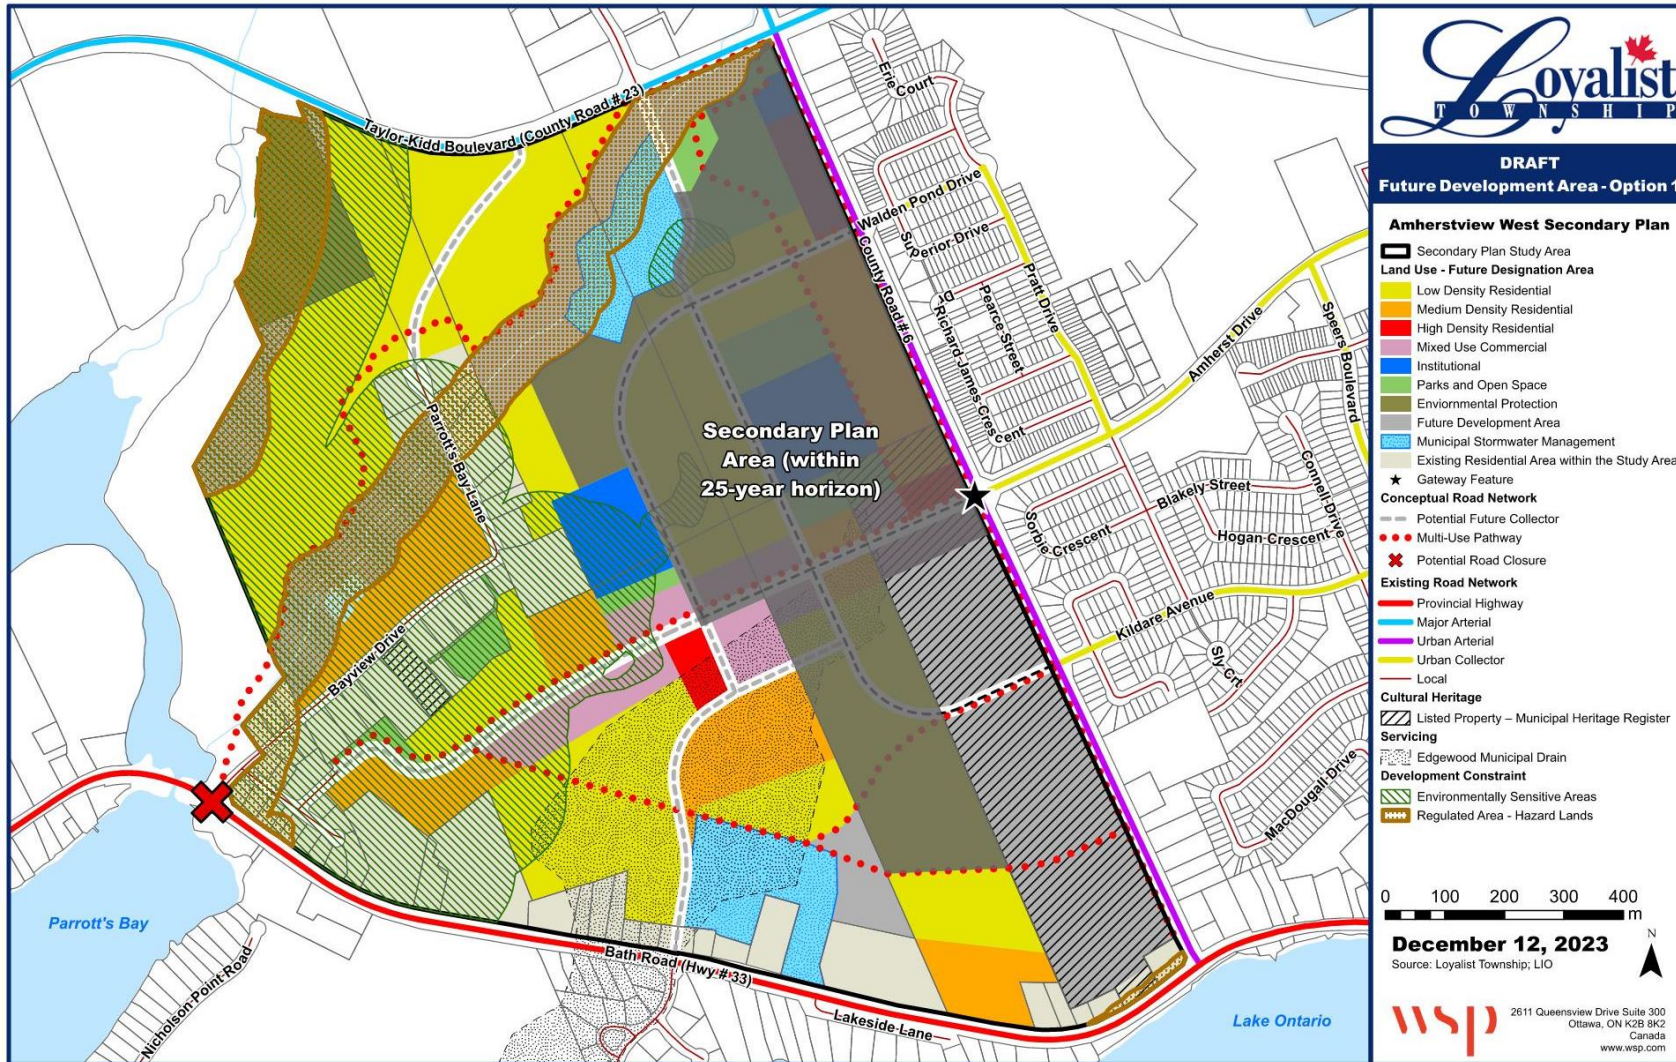 Loyalist
TOWNSHIP
DRAFT
Future Development Area - Option 1
Amherstview West Secondary Plan
Secondary Plan Study Area
Land Use - Future Designation Area
Low Density Residential
Medium Density Residential
High Density Residential
Mixed Use Commercial
Institutional
Parks and Open Space
Enviornmental Protection
Future Development Area
Municipal Stormwater Management
Existing Residential Area within the Study Area
Gateway Feature
Conceptual Road Network
Potential Future Collector
Multi-Use Pathway
Potential Road Closure
Existing Road Network
Provincial Highway
Major Arterial
Urban Arterial
Urban Collector
Local
Cultural Heritage
Listed Property – Municipal Heritage Register
Servicing
Edgewood Municipal Drain
Development Constraint
Environmentally Sensitive Areas
Regulated Area - Hazard Lands
0 100 200 300 400
m
December 12, 2023
Source: Loyalist Township; LIO
N
wsp
2611 Queensview Drive Suite 300
Ottawa, ON K2B 8K2
Canada
www.wsp.com
Taylor-Kidd Boulevard (County Road # 23)
Erie Court
Walden Pond Drive
Superior Drive
County Road # 6
Pratt Drive
Pearce Street
Dr Richard James Crescent
Amherst Drive
Speers Boulevard
Secondary Plan
Area (within
25-year horizon)
Parrott's Bay Lane
Connell Drive
Blakely Street
Sorbie Crescent
Hogan Crescent
Kildare Avenue
Sly Crt
Bayview Drive
MacDougall Drive
Parrott's Bay
Nicholson Point Road
Bath Road (Hwy # 33)
Lakeside Lane
Lake Ontario